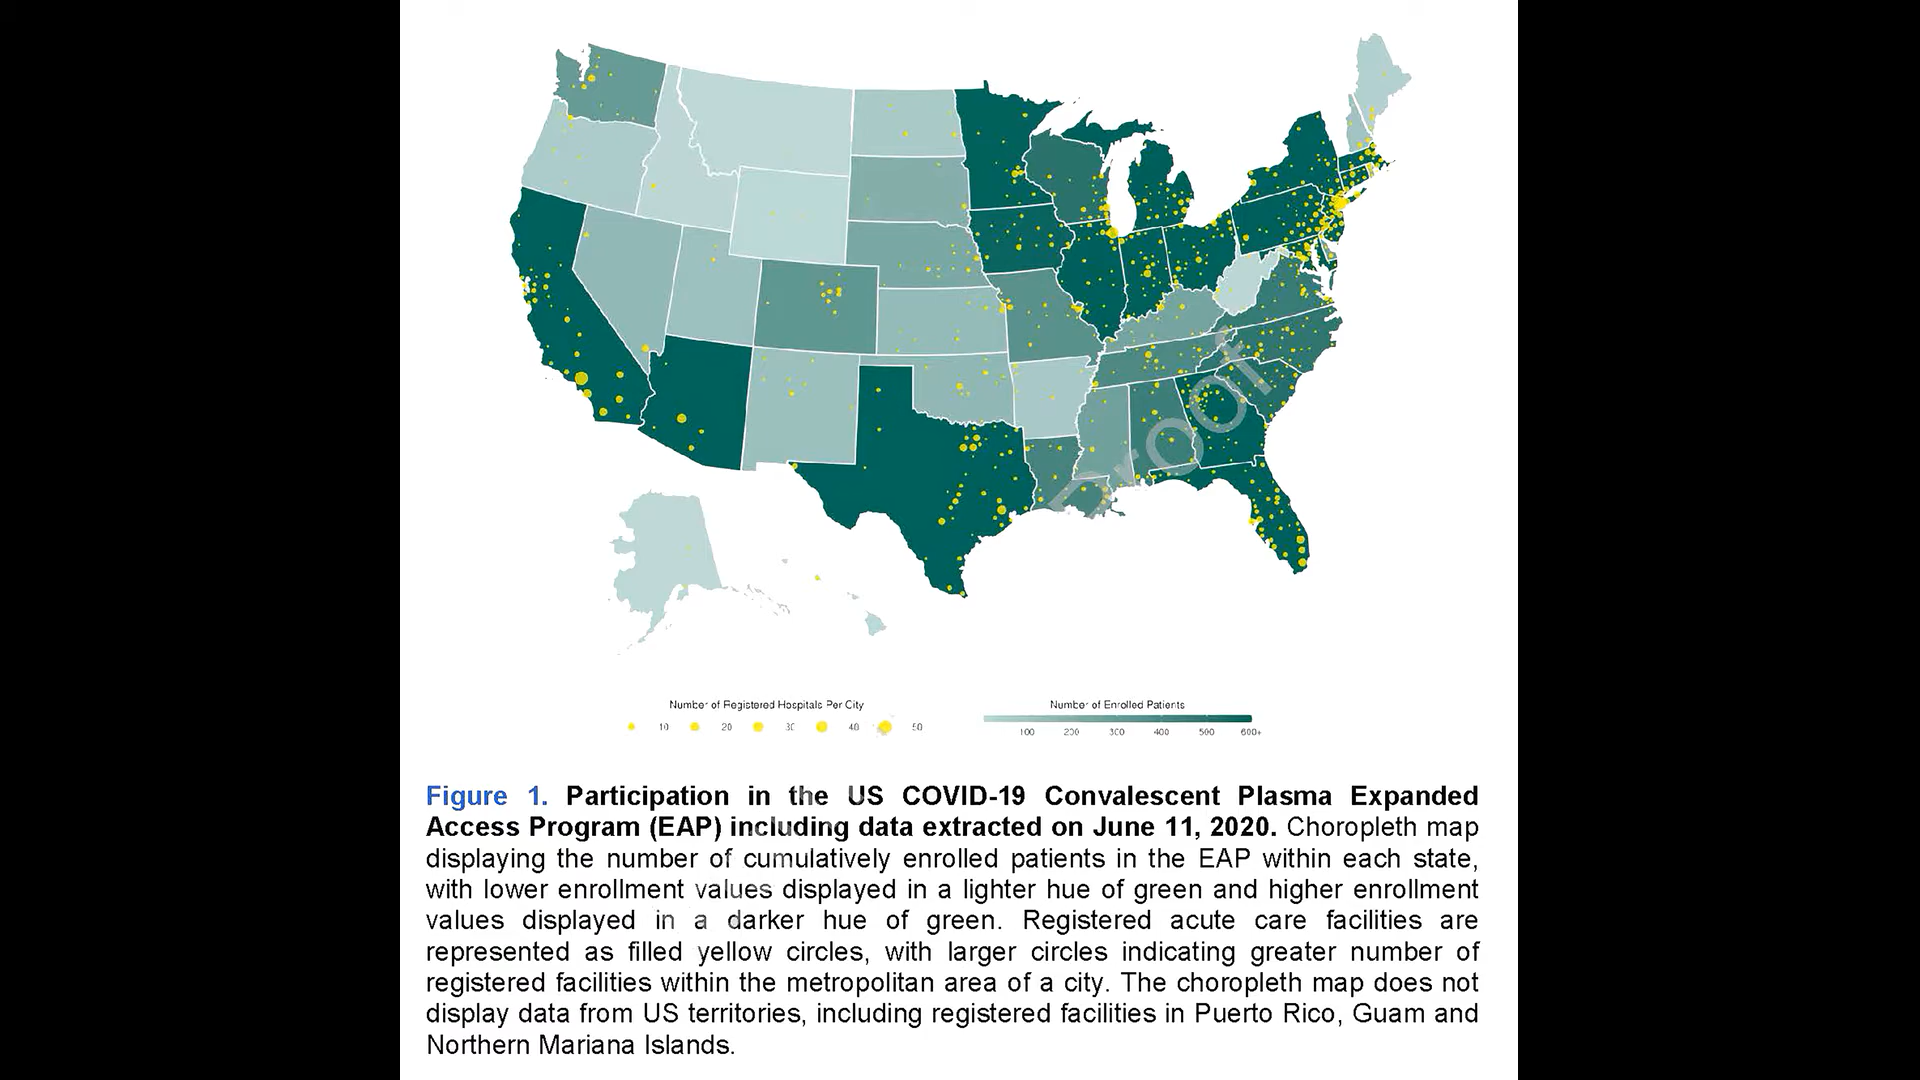 Proof
Number of Registered Hospitals Per City
10 20 30 40 50
Number of Enrolled Patients
100 200 300 400 500 600+
Figure 1. Participation in the US COVID-19 Convalescent Plasma Expanded
Access Program (EAP) including data extracted on June 11, 2020. Choropleth map
displaying the number of cumulatively enrolled patients in the EAP within each state,
with lower enrollment values displayed in a lighter hue of green and higher enrollment
values displayed in a darker hue of green. Registered acute care facilities are
represented as filled yellow circles, with larger circles indicating greater number of
registered facilities within the metropolitan area of a city. The choropleth map does not
display data from US territories, including registered facilities in Puerto Rico, Guam and
Northern Mariana Islands.